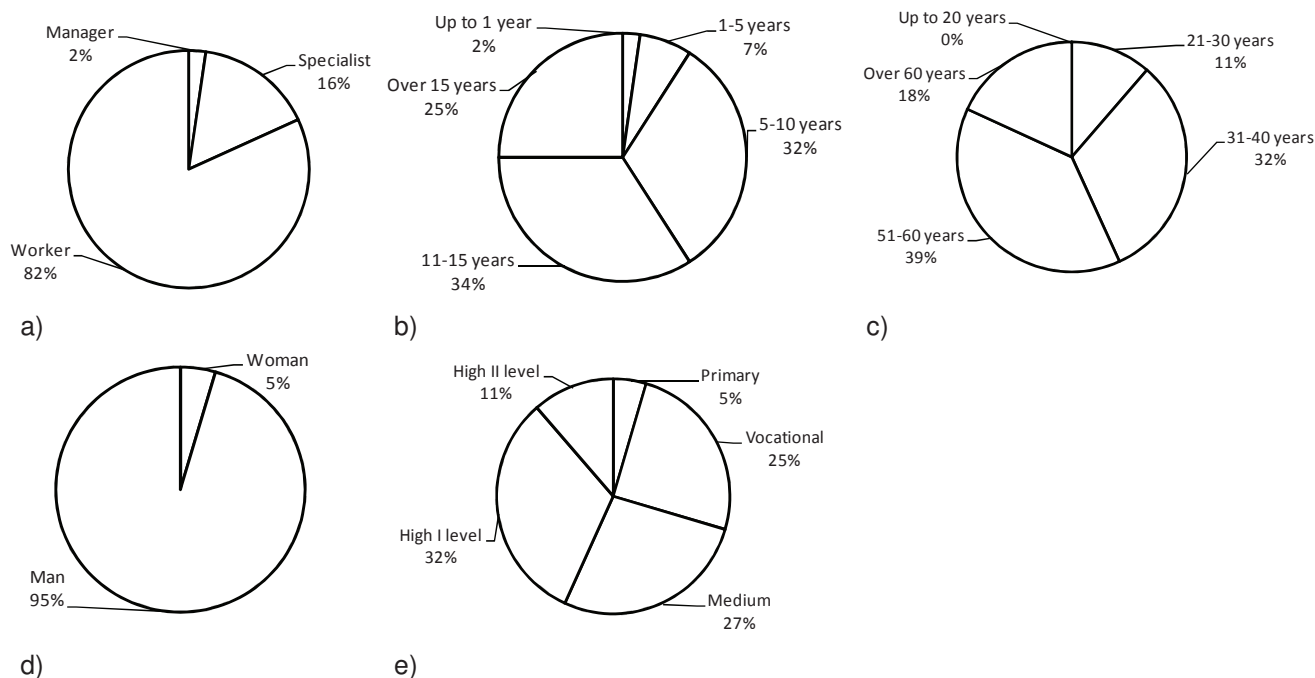 Manager
2%
Specialist
16%
Worker
82%
a)
Up to 1 year
2%
1-5 years
7%
Over 15 years
25%
5-10 years
32%
11-15 years
34%
b)
Up to 20 years
0%
21-30 years
11%
Over 60 years
18%
31-40 years
32%
51-60 years
39%
c)
Woman
5%
Man
95%
d)
High II level
11%
Primary
5%
Vocational
25%
High I level
32%
Medium
27%
e)